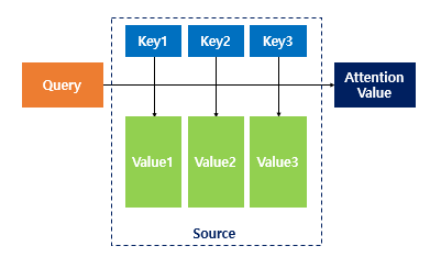 Key1 Key2 Key3
Query
Attention
Value
Value1 Value2 Value3
Source